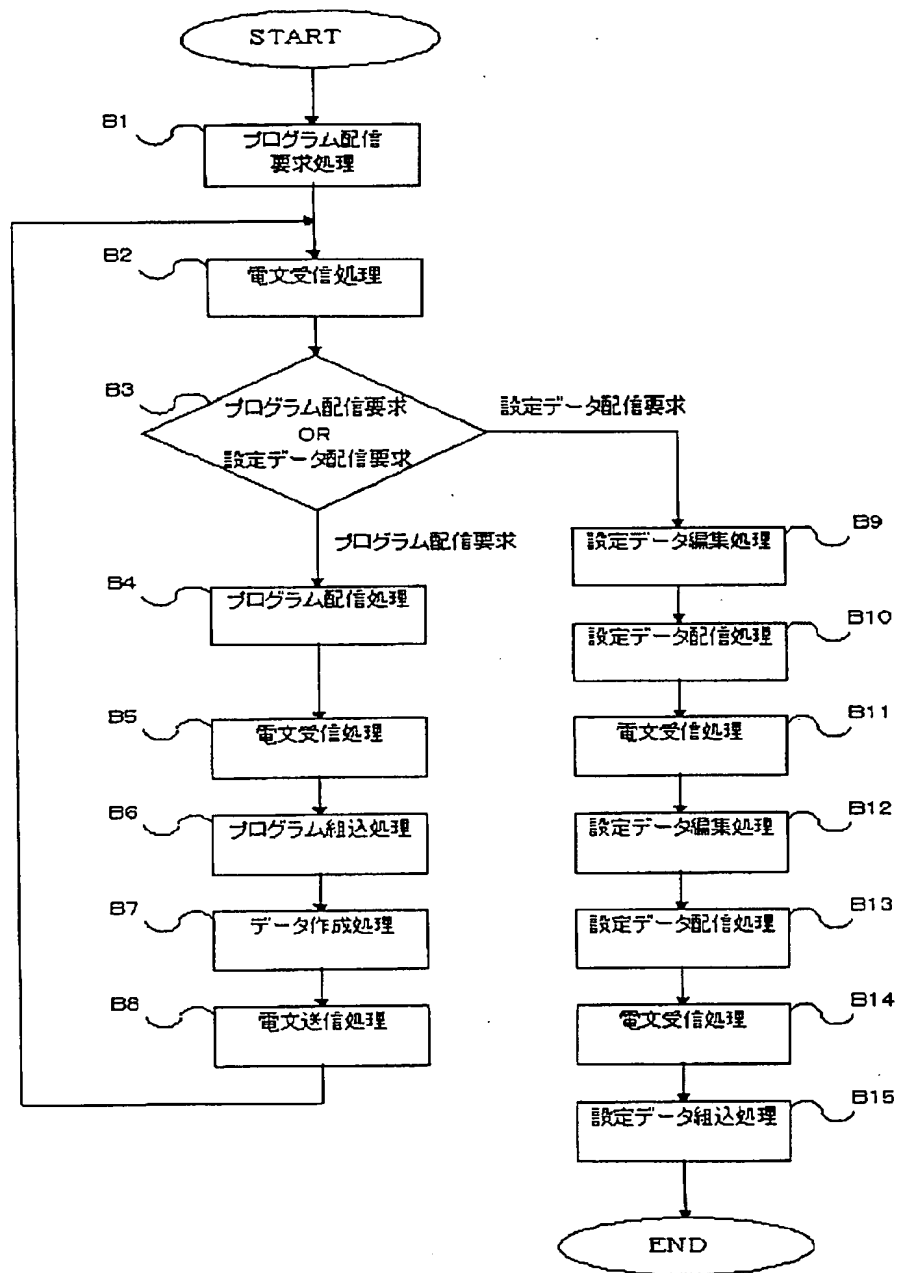 START
B1
プログラム配信
要求処理
B2
電文受信処理
B3
プログラム配信要求
OR
設定データ配信要求
設定データ配信要求
プログラム配信要求
B4
プログラム配信処理
B5
電文受信処理
B6
プログラム組込処理
B7
データ作成処理
B8
電文送信処理
B9
設定データ編集処理
B10
設定データ配信処理
B11
電文受信処理
B12
設定データ編集処理
B13
設定データ配信処理
B14
電文受信処理
B15
設定データ組込処理
END